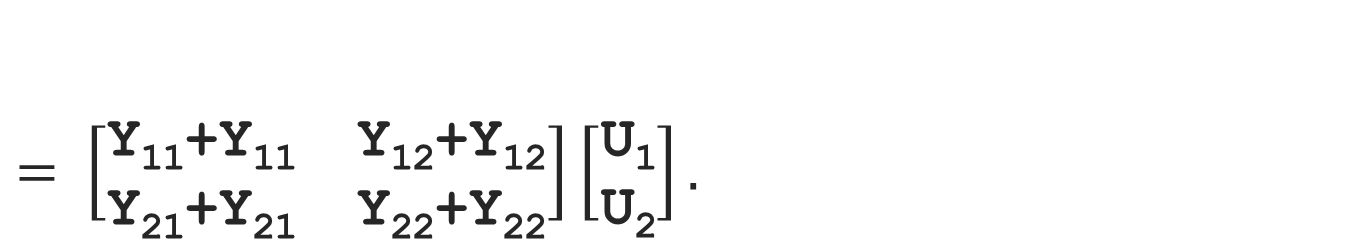 = [Y₁₁+Y₁₁ Y₁₂+Y₁₂] [U₁] .
[Y₂₁+Y₂₁ Y₂₂+Y₂₂] [U₂]